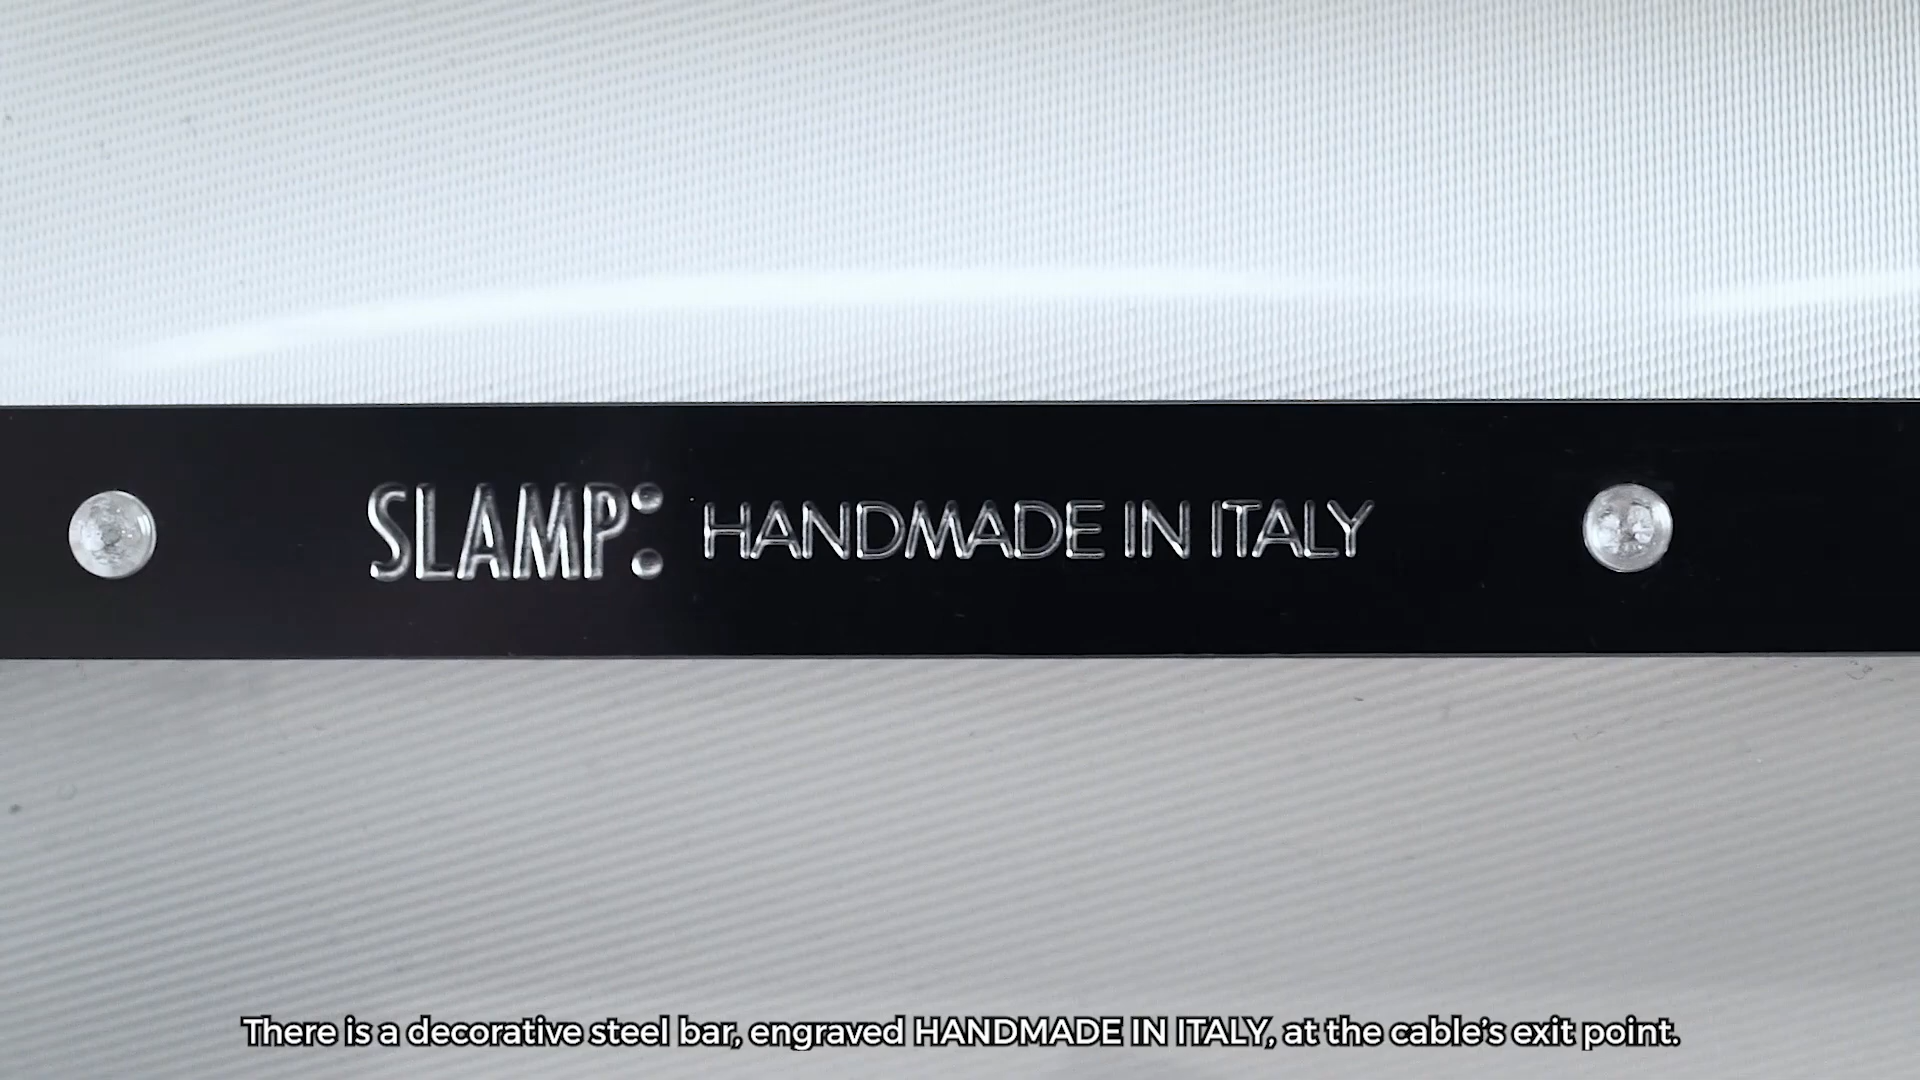 SLAMP: HANDMADE IN ITALY
There is a decorative steel bar, engraved HANDMADE IN ITALY, at the cable's exit point.